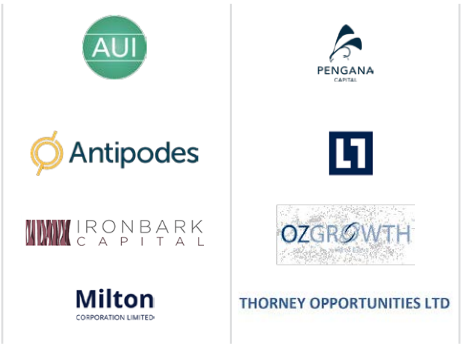 AUI
PENGANA
CAPITAL
Antipodes
L1
IRONBARK
CAPITAL
OZGROWTH
Milton
CORPORATION LIMITED
THORNEY OPPORTUNITIES LTD